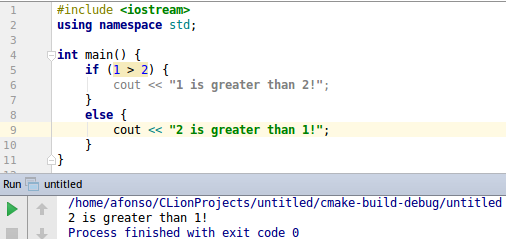 1 #include <iostream>
2 using namespace std;
3
4 int main() {
5 if (1 > 2) {
6 cout << "1 is greater than 2!";
7 }
8 else {
9 cout << "2 is greater than 1!";
10 }
11 }
Run untitled
/home/afonso/CLionProjects/untitled/cmake-build-debug/untitled
2 is greater than 1!
Process finished with exit code 0